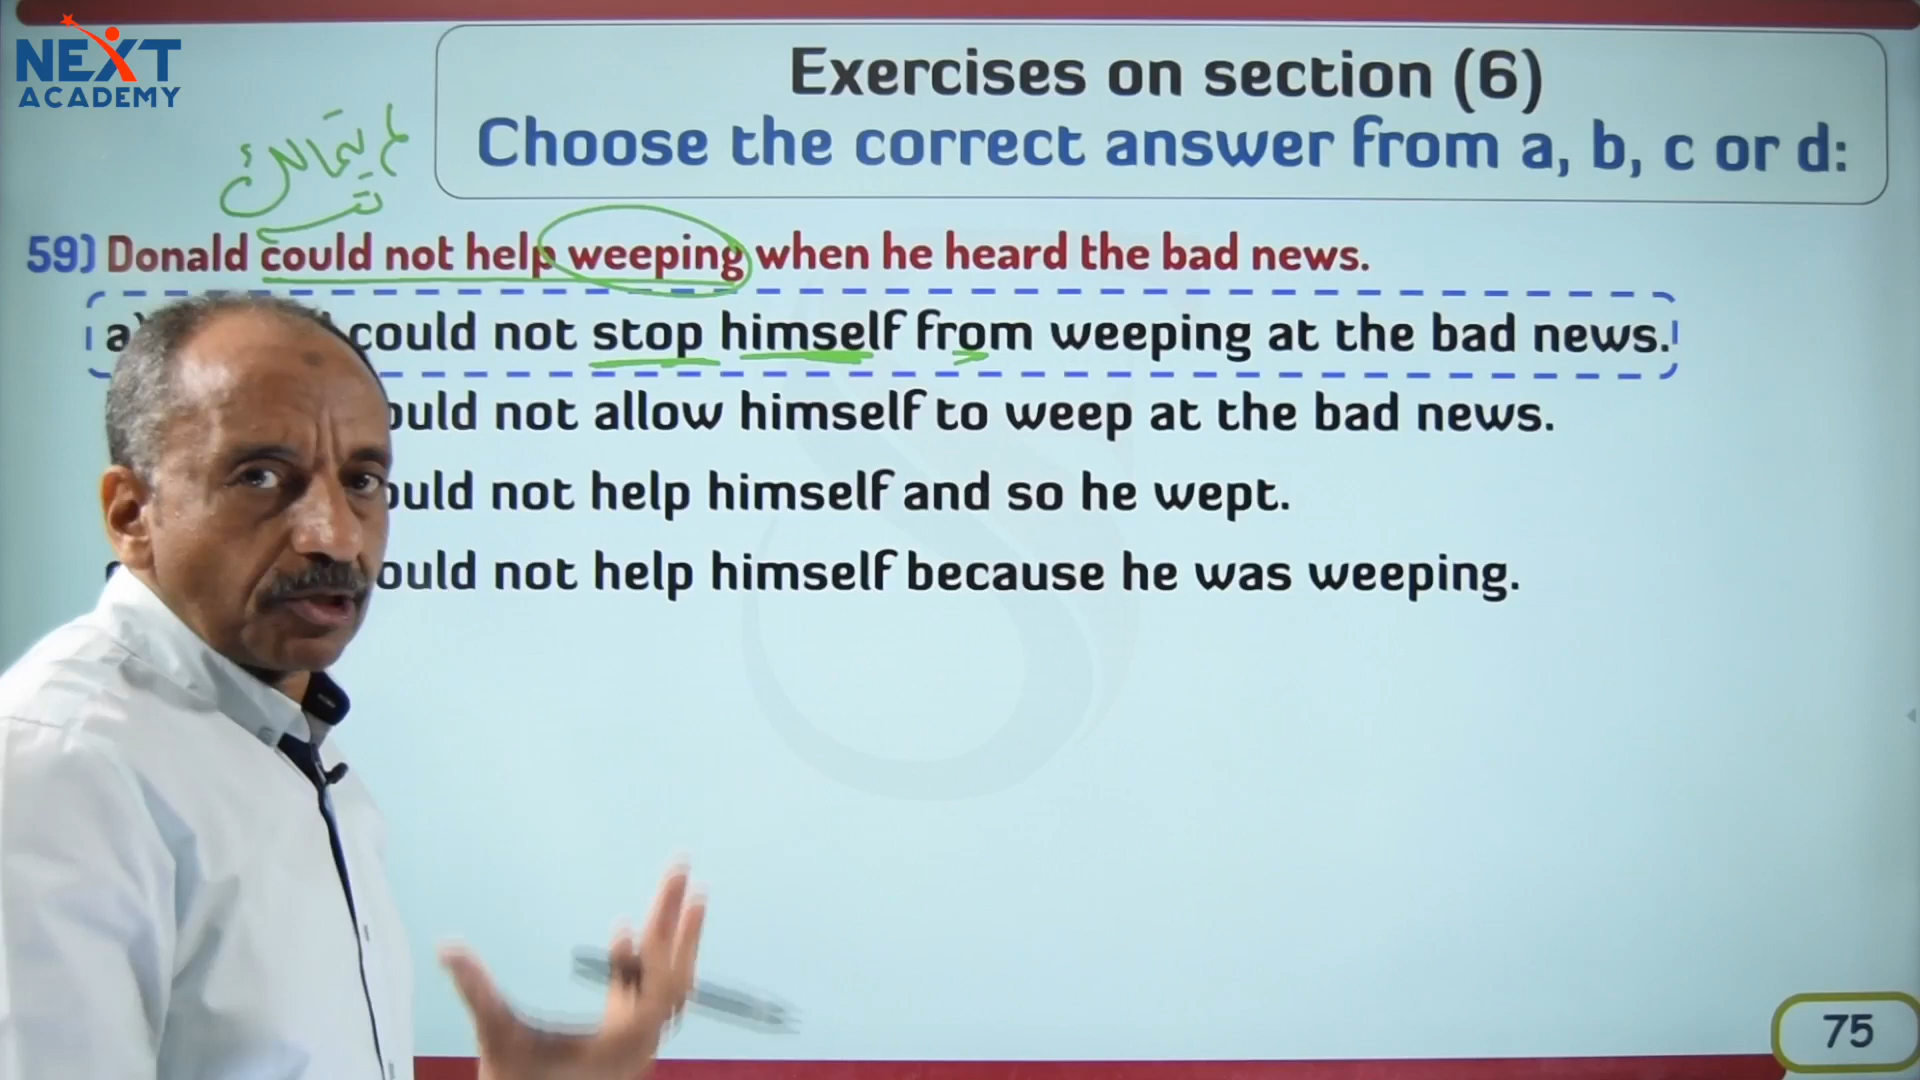 NEXT
ACADEMY
Exercises on section (6)
Choose the correct answer from a, b, c or d:
لم يتمالك
59) Donald could not help weeping when he heard the bad news.
a) could not stop himself from weeping at the bad news.
ould not allow himself to weep at the bad news.
ould not help himself and so he wept.
ould not help himself because he was weeping.
75